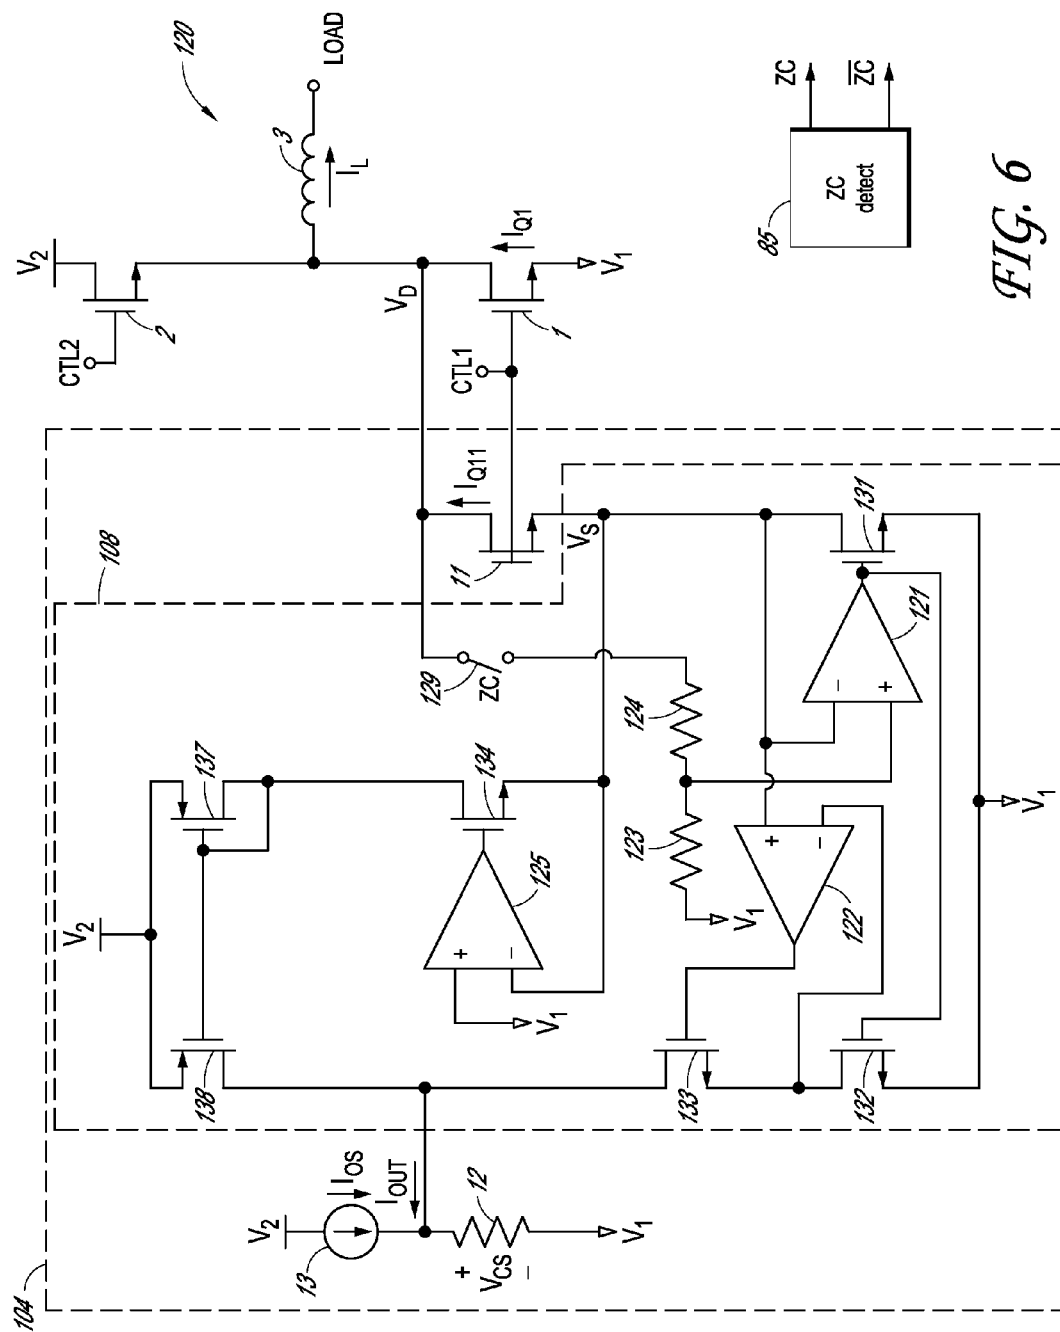 120
V2
CTL2
2
3
LOAD
IL
VD
IQ1
CTL1
1
V1
85
ZC
detect
ZC
Z̅C̅
FIG. 6
104
108
IQ11
11
VS
V2
137
138
134
125
+
–
V1
129
ZC
124
123
V1
131
121
–
+
122
+
–
133
132
V1
V2
13
IOS
IOUT
12
+
VCS
–
V1